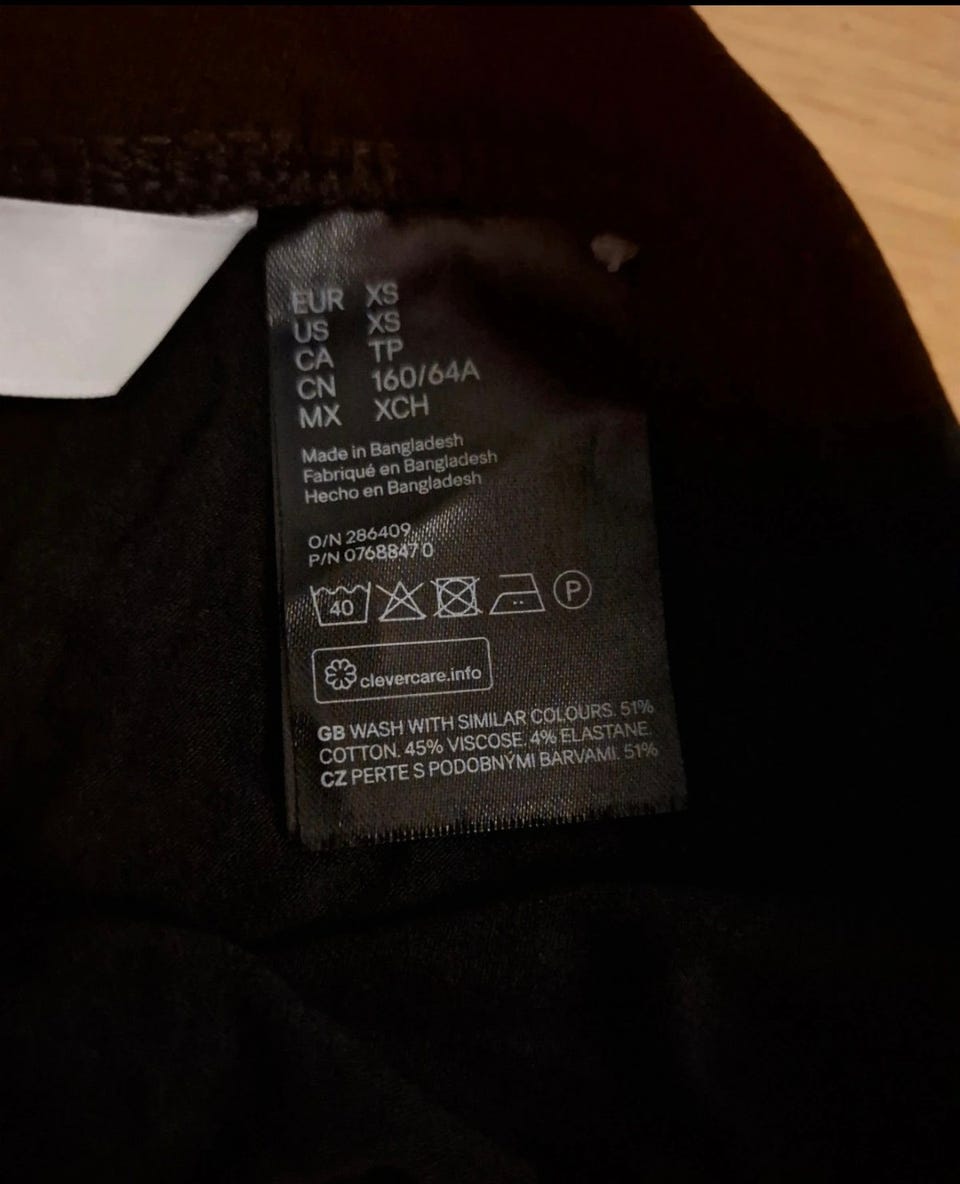 EUR XS
US XS
CA TP
CN 160/64A
MX XCH
Made in Bangladesh
Fabriqué en Bangladesh
Hecho en Bangladesh
O/N 286409
P/N 0768847 0
40 P
clevercare.info
GB WASH WITH SIMILAR COLOURS. 51%
COTTON. 45% VISCOSE. 4% ELASTANE.
CZ PERTE S PODOBNÝMI BARVAMI. 51%